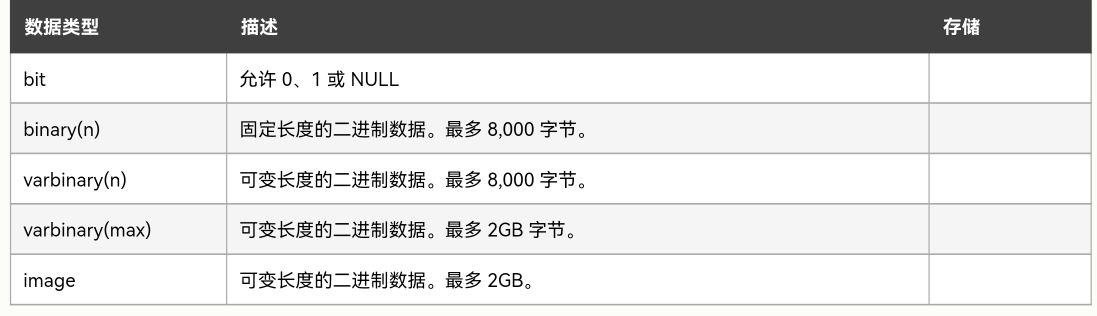 数据类型 描述 存储
bit 允许 0、1 或 NULL
binary(n) 固定长度的二进制数据。最多 8,000 字节。
varbinary(n) 可变长度的二进制数据。最多 8,000 字节。
varbinary(max) 可变长度的二进制数据。最多 2GB 字节。
image 可变长度的二进制数据。最多 2GB。